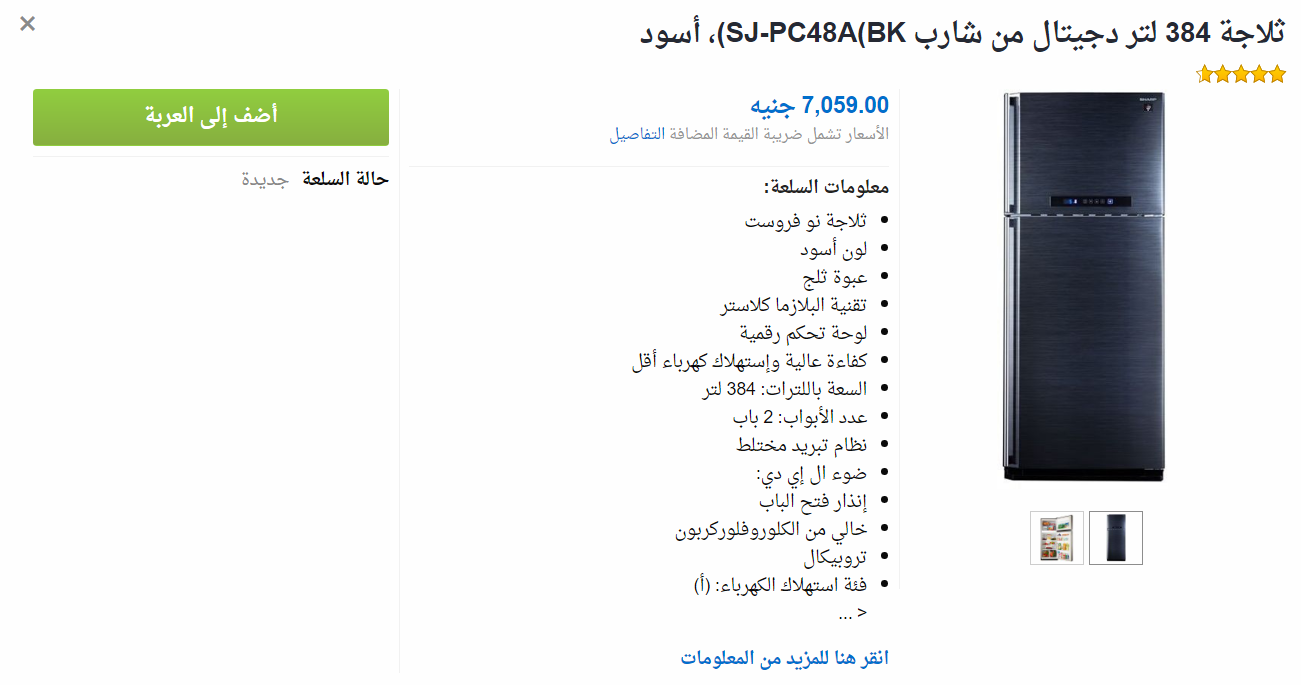 ثلاجة 384 لتر دجيتال من شارب SJ-PC48A(BK)، أسود
SHARP
7,059.00 جنيه
الأسعار تشمل ضريبة القيمة المضافة التفاصيل
معلومات السلعة:
ثلاجة نو فروست
لون أسود
عبوة ثلج
تقنية البلازما كلاستر
لوحة تحكم رقمية
كفاءة عالية وإستهلاك كهرباء أقل
السعة باللترات: 384 لتر
عدد الأبواب: 2 باب
نظام تبريد مختلط
ضوء ال إي دي:
إنذار فتح الباب
خالي من الكلوروفلوركربون
تروبيكال
فئة استهلاك الكهرباء: (أ)
< ...
انقر هنا للمزيد من المعلومات
أضف إلى العربة
حالة السلعة جديدة